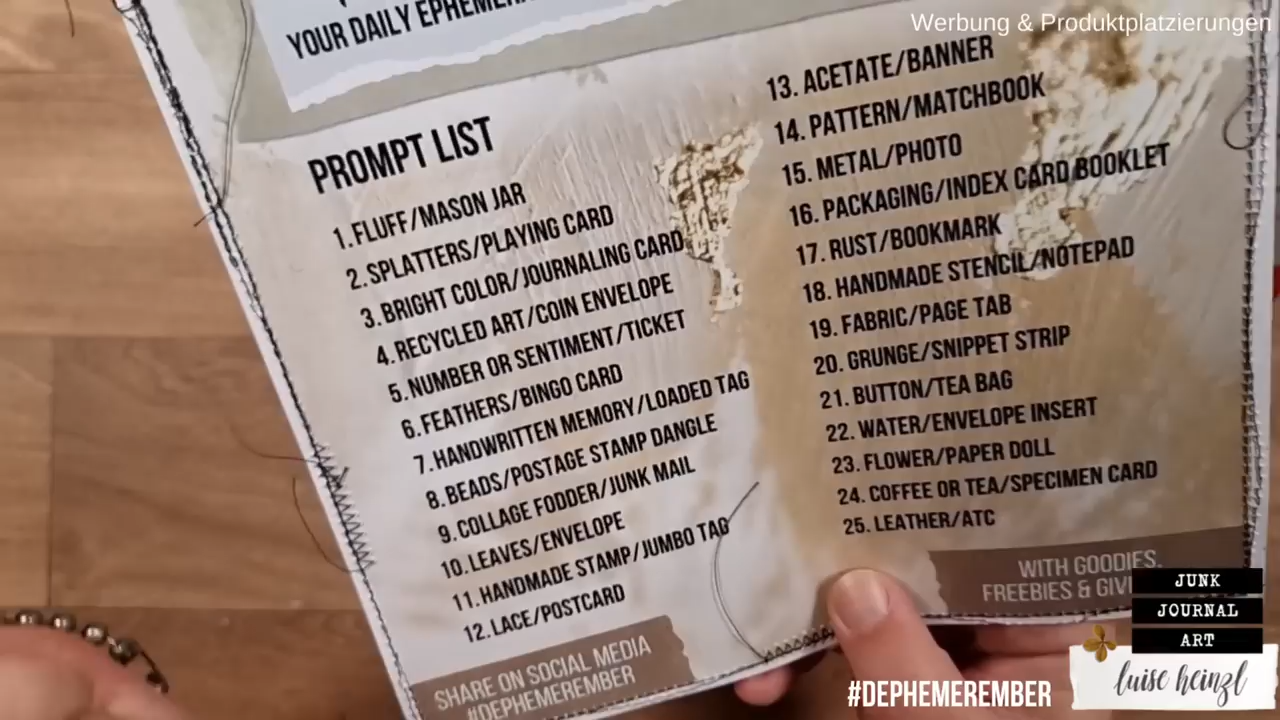 Werbung & Produktplatzierungen
YOUR DAILY
PROMPT LIST
1. FLUFF/MASON JAR
2. SPLATTERS/PLAYING CARD
3. BRIGHT COLOR/JOURNALING CARD
4. RECYCLED ART/COIN ENVELOPE
5. NUMBER OR SENTIMENT/TICKET
6. FEATHERS/BINGO CARD
7. HANDWRITTEN MEMORY/LOADED TAG
8. BEADS/POSTAGE STAMP DANGLE
9. COLLAGE FODDER/JUNK MAIL
10. LEAVES/ENVELOPE
11. HANDMADE STAMP/JUMBO TAG
12. LACE/POSTCARD
13. ACETATE/BANNER
14. PATTERN/MATCHBOOK
15. METAL/PHOTO
16. PACKAGING/INDEX CARD BOOKLET
17. RUST/BOOKMARK
18. HANDMADE STENCIL/NOTEPAD
19. FABRIC/PAGE TAB
20. GRUNGE/SNIPPET STRIP
21. BUTTON/TEA BAG
22. WATER/ENVELOPE INSERT
23. FLOWER/PAPER DOLL
24. COFFEE OR TEA/SPECIMEN CARD
25. LEATHER/ATC
SHARE ON SOCIAL MEDIA
#DEPHEMEREMBER
WITH GOODIES,
FREEBIES &
#DEPHEMEREMBER
JUNK
JOURNAL
ART
luise heinzl